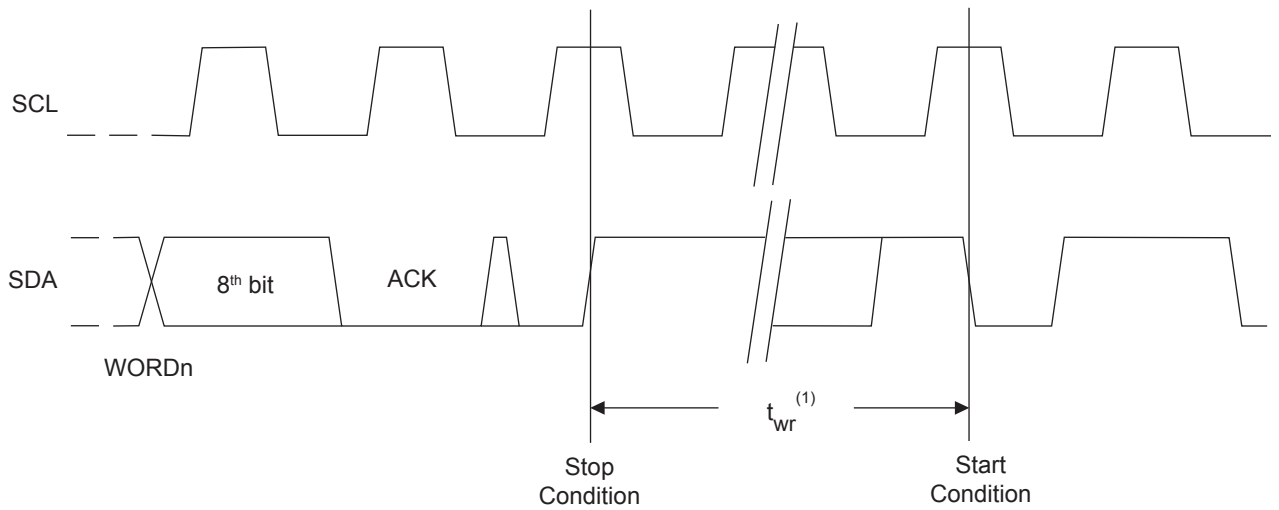 SCL
SDA
8th bit
ACK
WORDn
twr(1)
Stop
Condition
Start
Condition